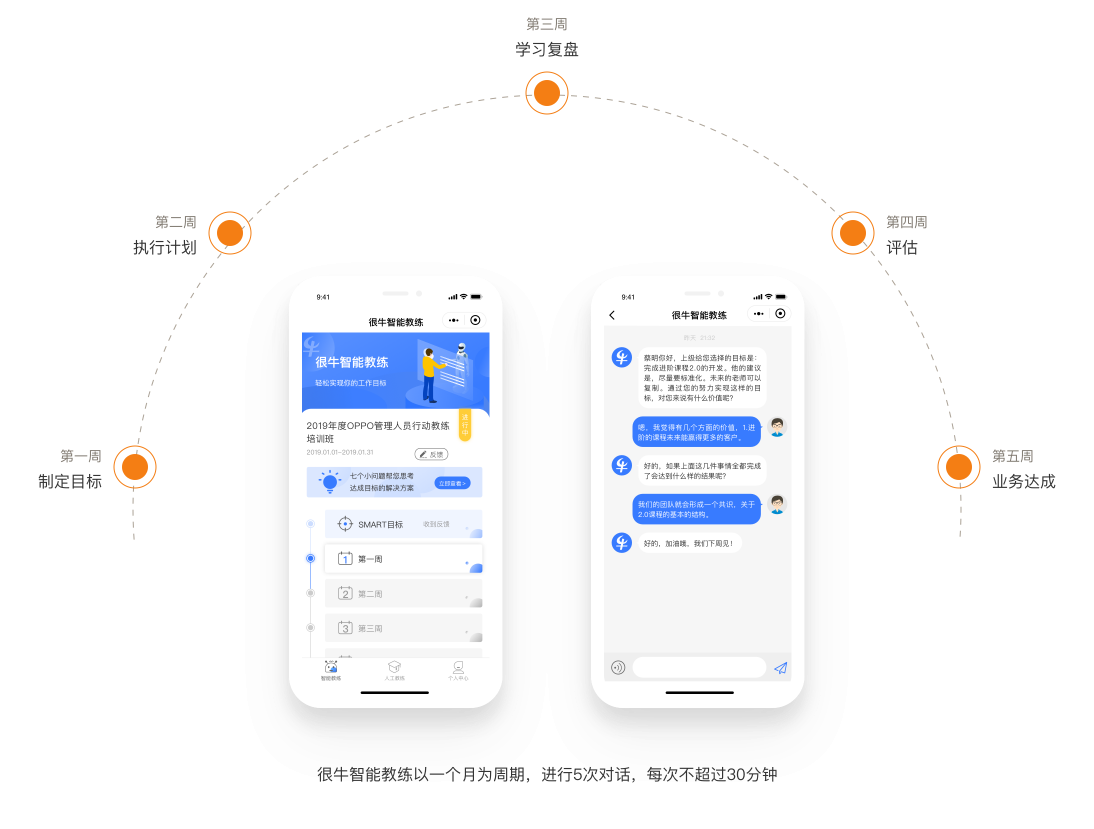 第三周
学习复盘
第二周
执行计划
第四周
评估
第一周
制定目标
第五周
业务达成
9:41
很牛智能教练
很牛智能教练
轻松实现你的工作目标
进行中
2019年度OPPO管理人员行动教练
培训班
2019.01.01-2019.01.31
反馈
七个小问题帮您思考
达成目标的解决方案
立即查看>
SMART目标
收到反馈
1
第一周
2
第二周
3
第三周
智能教练
人工教练
个人中心
9:41
很牛智能教练
昨天 21:32
蔡明你好，上级给您选择的目标是：
完成进阶课程2.0的开发。他的建议
是，尽量要标准化。未来的老师可以
复制。通过您的努力实现这样的目
标，对您来说有什么价值呢？
嗯，我觉得有几个方面的价值，1.进
阶的课程未来能赢得更多的客户。
好的，如果上面这几件事情全都完成
了会达到什么样的结果呢？
我们的团队就会形成一个共识，关于
2.0课程的基本的结构。
好的，加油哦，我们下周见！
很牛智能教练以一个月为周期，进行5次对话，每次不超过30分钟